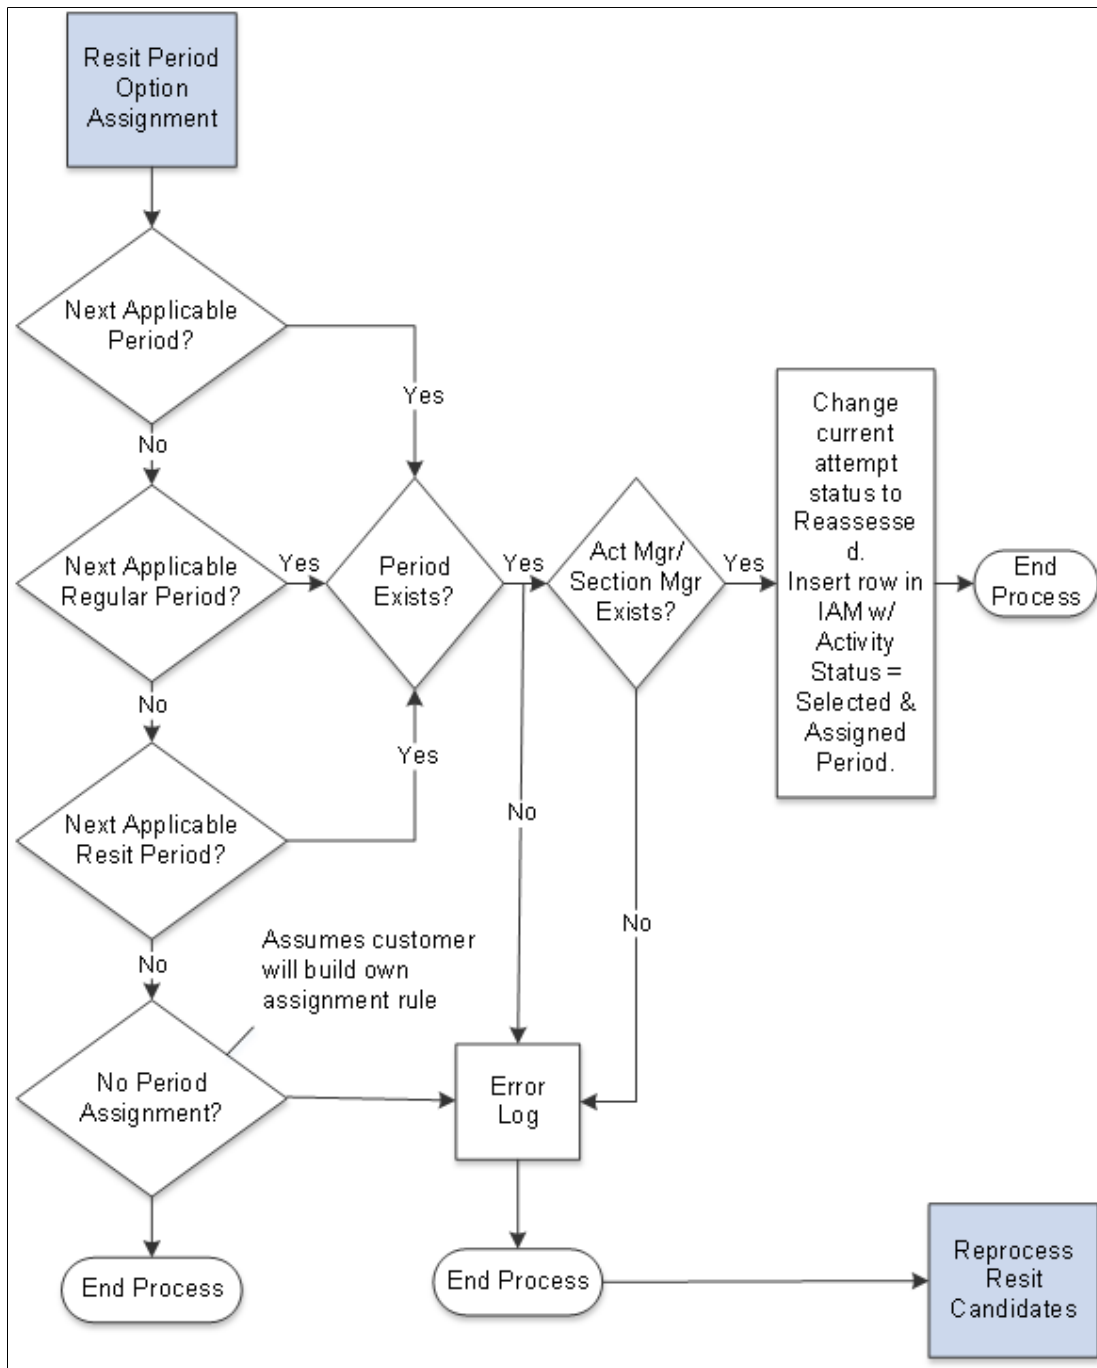 Resit Period
Option
Assignment
Next Applicable
Period?
Yes
No
Next Applicable
Regular Period?
Yes
Period
Exists?
Yes
Act Mgr/
Section Mgr
Exists?
Yes
Change
current
attempt
status to
Reassesse
d.
Insert row in
IAM w/
Activity
Status =
Selected &
Assigned
Period.
End
Process
No
Yes
Next Applicable
Resit Period?
No
No
No
Assumes customer
will build own
assignment rule
No Period
Assignment?
Error
Log
End Process
End Process
Reprocess
Resit
Candidates